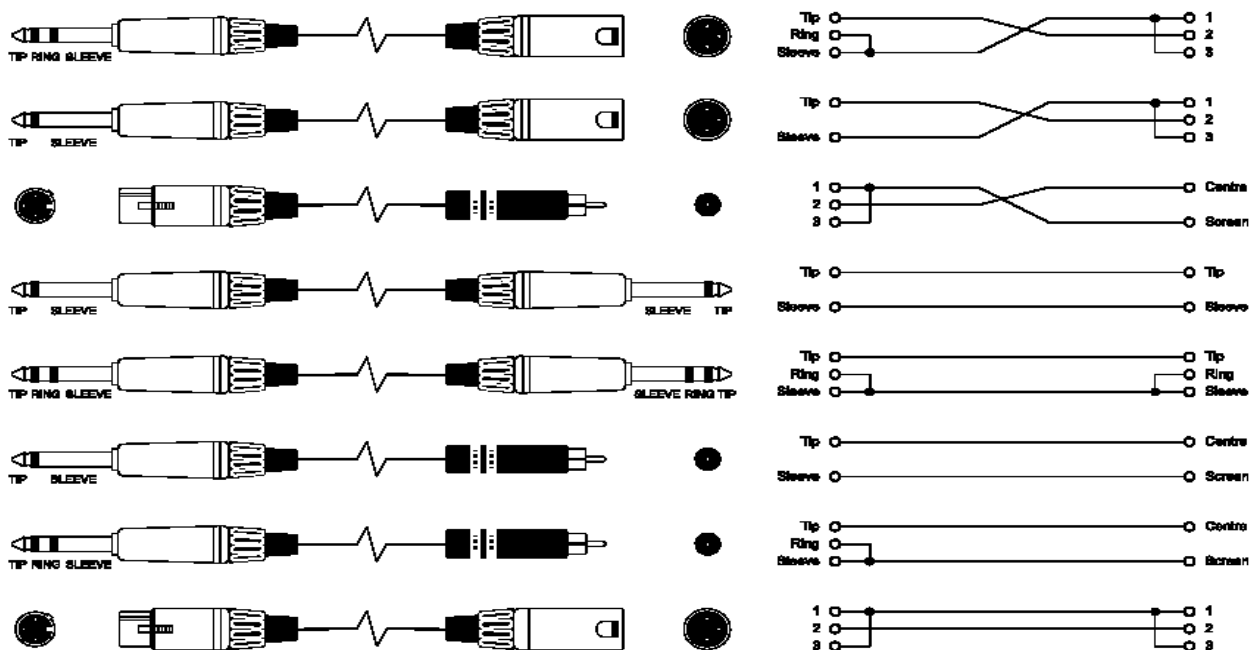 Tip 1
Ring 2
Sleeve 3
TIP RING SLEEVE
Tip 1
2
Sleeve 3
TIP SLEEVE
1 Centre
2
3 Screen
Tip Tip
Sleeve Sleeve
TIP SLEEVE SLEEVE TIP
Tip Tip
Ring Ring
Sleeve Sleeve
TIP RING SLEEVE SLEEVE RING TIP
Tip Centre
Sleeve Screen
TIP SLEEVE
Tip Centre
Ring
Sleeve Screen
TIP RING SLEEVE
1 1
2 2
3 3